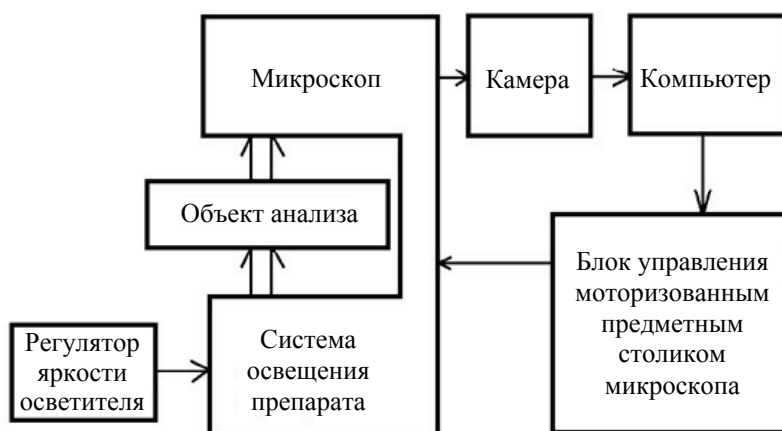 Микроскоп
Камера
Компьютер
Объект анализа
Блок управления
моторизованным
предметным
столиком
микроскопа
Регулятор
яркости
осветителя
Система
освещения
препарата